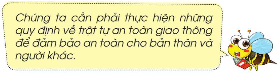 Chúng ta cần phải thực hiện những
quy định về trật tự an toàn giao thông
để đảm bảo an toàn cho bản thân và
người khác.